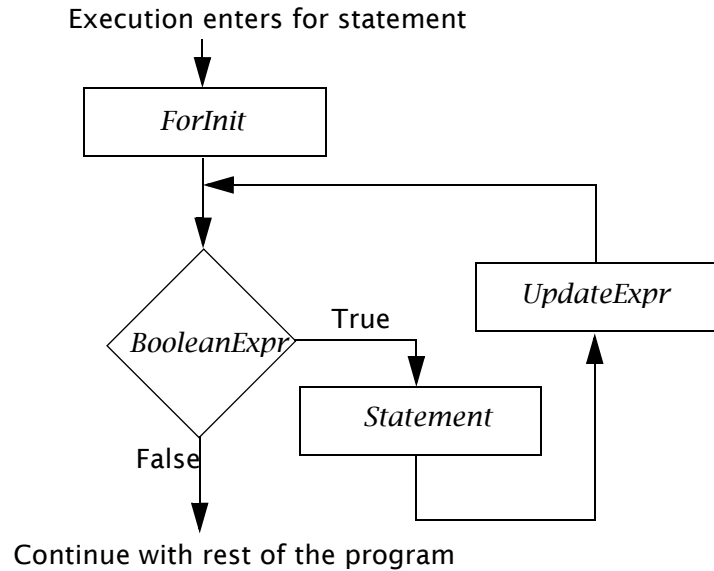 Execution enters for statement
ForInit
UpdateExpr
True
BooleanExpr
Statement
False
Continue with rest of the program